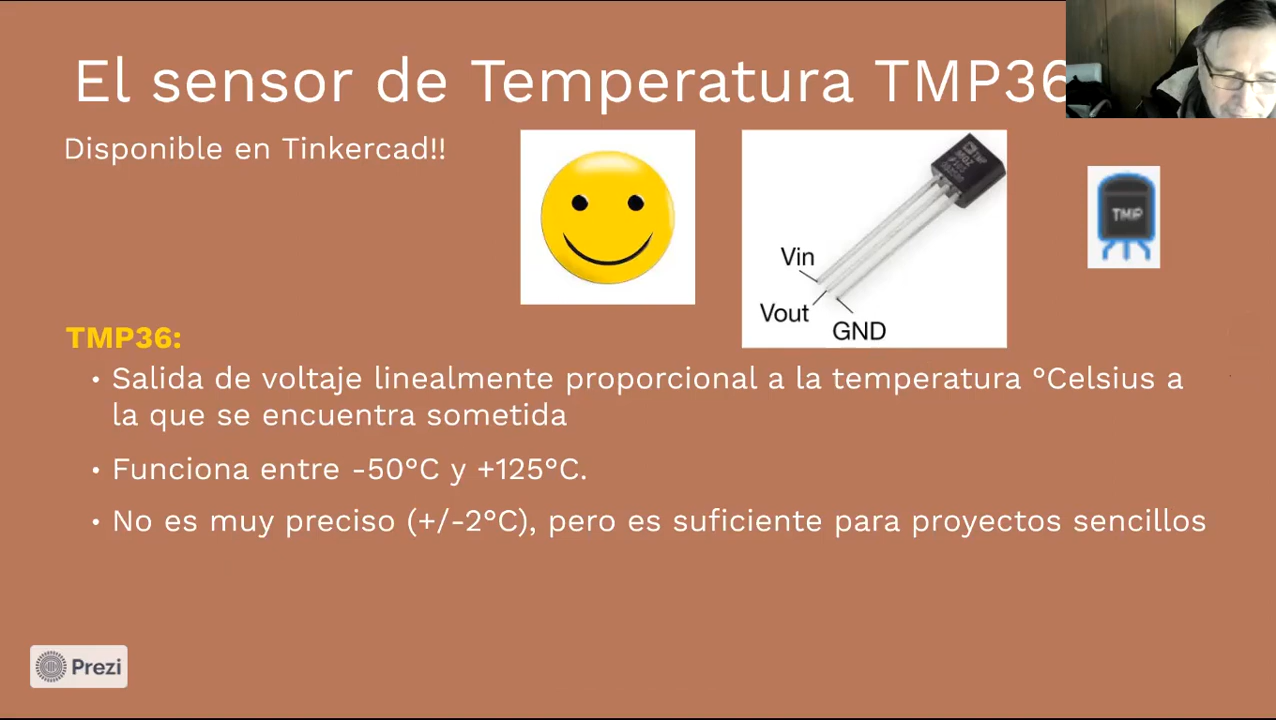 El sensor de Temperatura TMP36
Disponible en Tinkercad!!
Vin
Vout
GND
TMP
TMP36:
• Salida de voltaje linealmente proporcional a la temperatura °Celsius a
la que se encuentra sometida
• Funciona entre -50°C y +125°C.
• No es muy preciso (+/-2°C), pero es suficiente para proyectos sencillos
Prezi